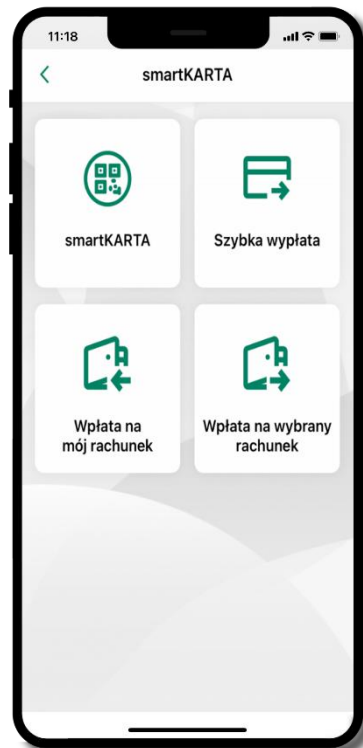 11:18
smartKARTA
smartKARTA
Szybka wypłata
Wpłata na
mój rachunek
Wpłata na wybrany
rachunek